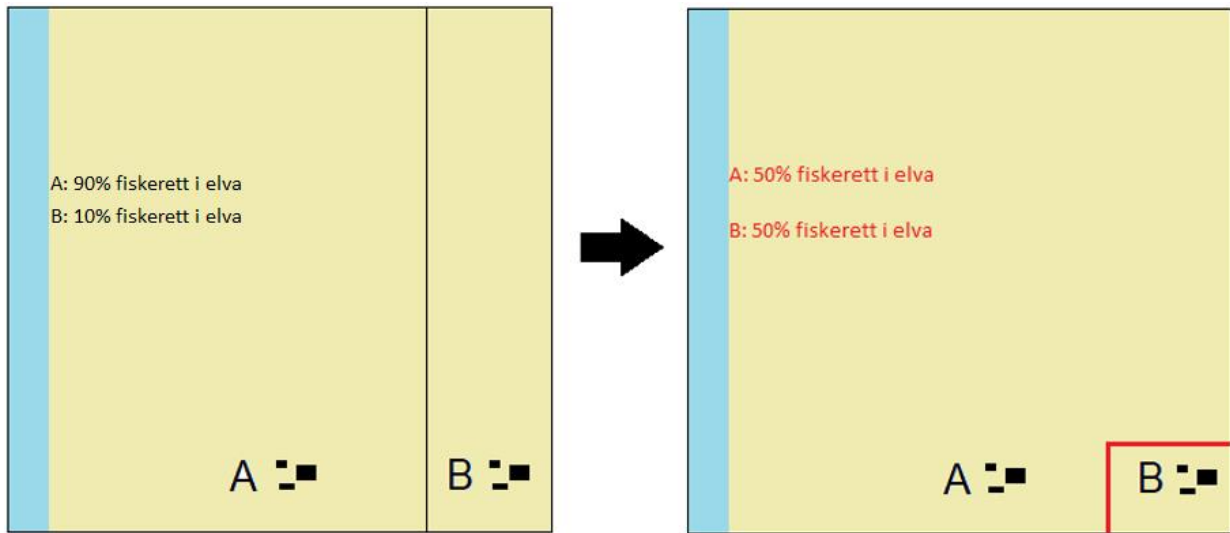 A: 90% fiskerett i elva
B: 10% fiskerett i elva
A
B
A: 50% fiskerett i elva
B: 50% fiskerett i elva
A
B